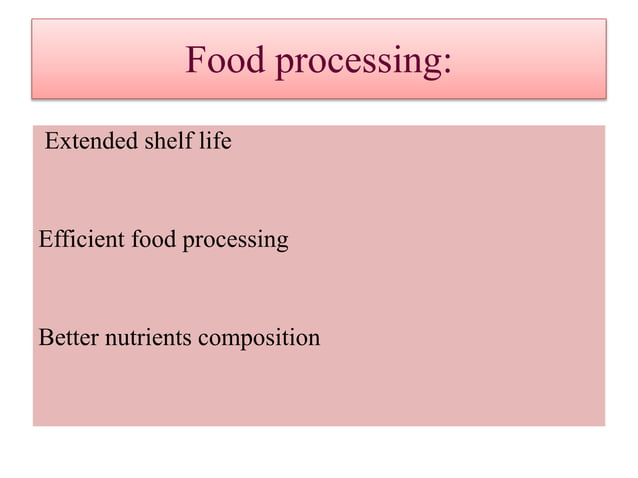 Food processing:
Extended shelf life
Efficient food processing
Better nutrients composition